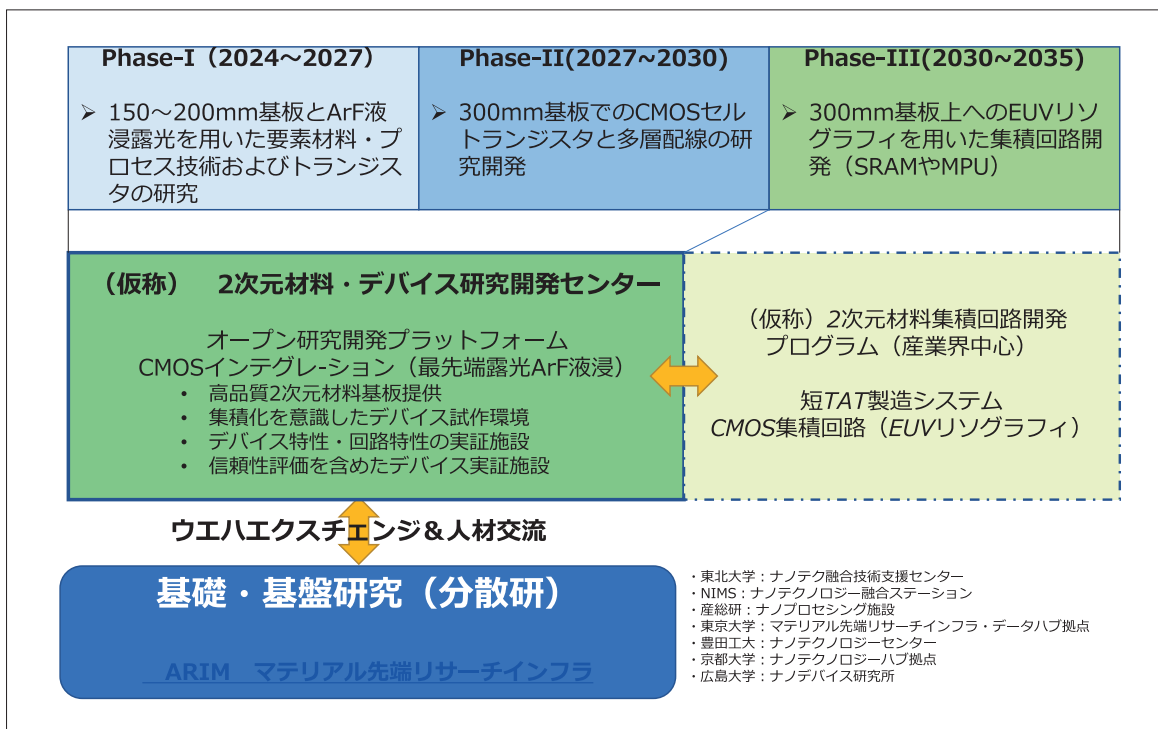 Phase-I（2024～2027）
➢ 150～200mm基板とArF液
浸露光を用いた要素材料・プ
ロセス技術およびトランジス
タの研究
Phase-II(2027~2030)
➢ 300mm基板でのCMOSセル
トランジスタと多層配線の研
究開発
Phase-III(2030~2035)
➢ 300mm基板上へのEUVリソ
グラフィを用いた集積回路開
発（SRAMやMPU）
（仮称）　2次元材料・デバイス研究開発センター
オープン研究開発プラットフォーム
CMOSインテグレ-ション（最先端露光ArF液浸）
• 高品質2次元材料基板提供
• 集積化を意識したデバイス試作環境
• デバイス特性・回路特性の実証施設
• 信頼性評価を含めたデバイス実証施設
（仮称）2次元材料集積回路開発
プログラム（産業界中心）
短TAT製造システム
CMOS集積回路（EUVリソグラフィ）
ウエハエクスチェンジ＆人材交流
基礎・基盤研究（分散研）
ARIM　マテリアル先端リサーチインフラ
・東北大学：ナノテク融合技術支援センター
・NIMS：ナノテクノロジー融合ステーション
・産総研：ナノプロセシング施設
・東京大学：マテリアル先端リサーチインフラ・データハブ拠点
・豊田工大：ナノテクノロジーセンター
・京都大学：ナノテクノロジーハブ拠点
・広島大学：ナノデバイス研究所